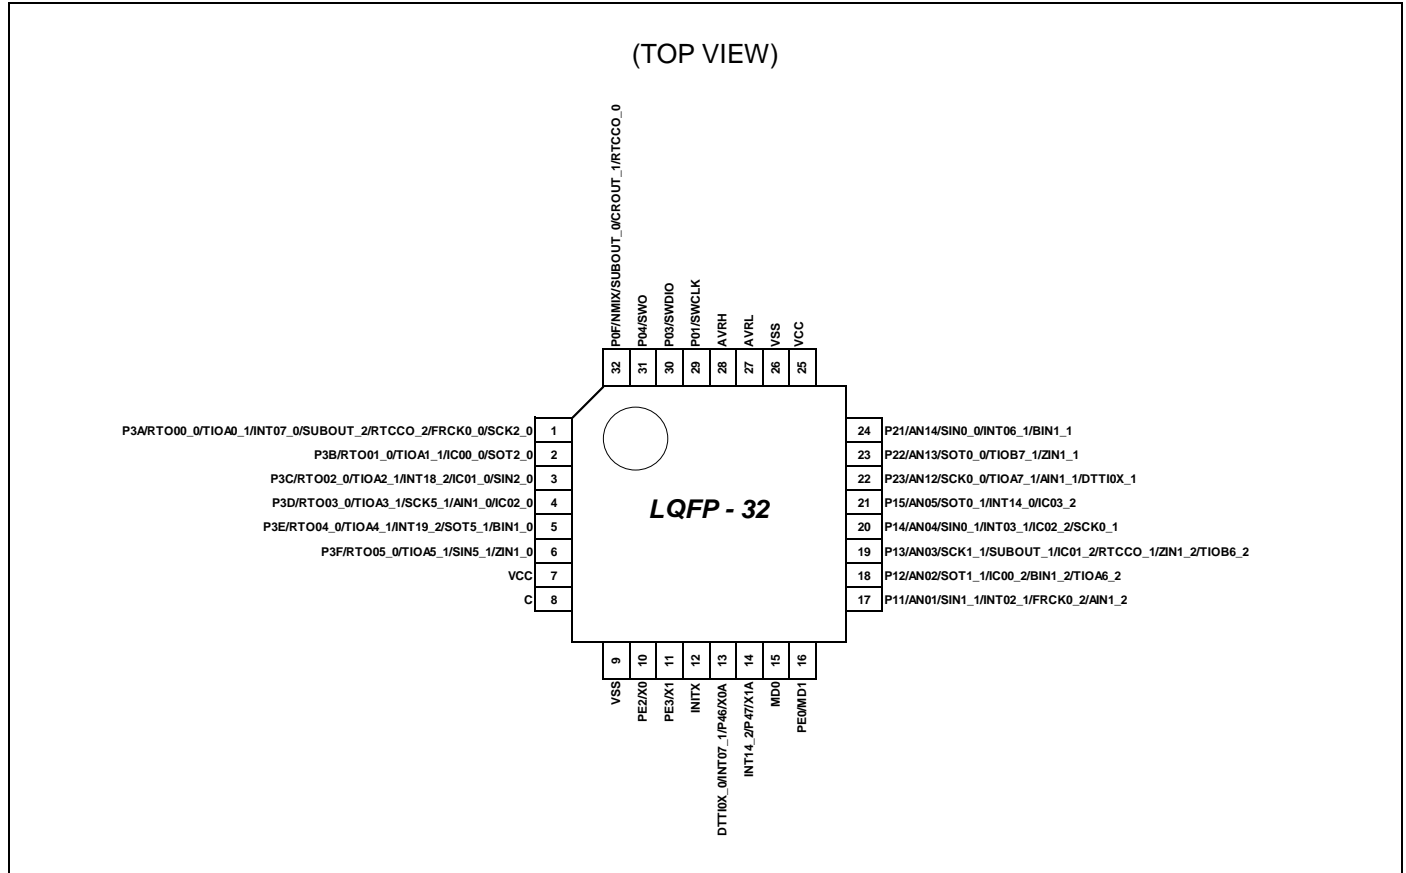 (TOP VIEW)
P0F/NMIX/SUBOUT_0/CROUT_1/RTCCO_0
P04/SWO
P03/SWDIO
P01/SWCLK
AVRH
AVRL
VSS
VCC
32
31
30
29
28
27
26
25
P3A/RTO00_0/TIOA0_1/INT07_0/SUBOUT_2/RTCCO_2/FRCK0_0/SCK2_0 1
P3B/RTO01_0/TIOA1_1/IC00_0/SOT2_0 2
P3C/RTO02_0/TIOA2_1/INT18_2/IC01_0/SIN2_0 3
P3D/RTO03_0/TIOA3_1/SCK5_1/AIN1_0/IC02_0 4
P3E/RTO04_0/TIOA4_1/INT19_2/SOT5_1/BIN1_0 5
P3F/RTO05_0/TIOA5_1/SIN5_1/ZIN1_0 6
VCC 7
C 8
LQFP - 32
24 P21/AN14/SIN0_0/INT06_1/BIN1_1
23 P22/AN13/SOT0_0/TIOB7_1/ZIN1_1
22 P23/AN12/SCK0_0/TIOA7_1/AIN1_1/DTTI0X_1
21 P15/AN05/SOT0_1/INT14_0/IC03_2
20 P14/AN04/SIN0_1/INT03_1/IC02_2/SCK0_1
19 P13/AN03/SCK1_1/SUBOUT_1/IC01_2/RTCCO_1/ZIN1_2/TIOB6_2
18 P12/AN02/SOT1_1/IC00_2/BIN1_2/TIOA6_2
17 P11/AN01/SIN1_1/INT02_1/FRCK0_2/AIN1_2
9
10
11
12
13
14
15
16
VSS
PE2/X0
PE3/X1
INITX
DTTI0X_0/INT07_1/P46/X0A
INT14_2/P47/X1A
MD0
PE0/MD1